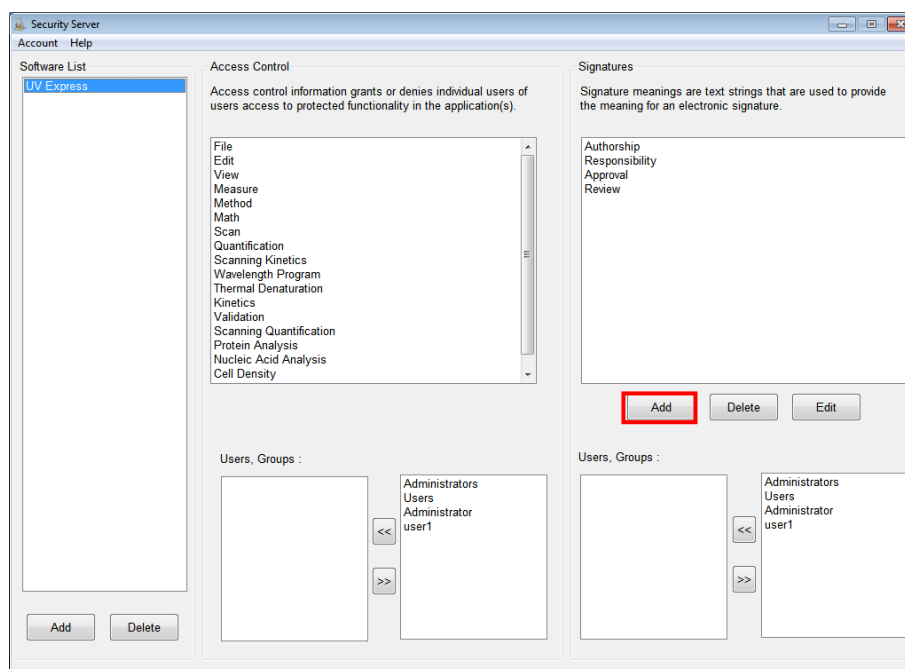 Security Server
Account Help
Software List
UV Express
Add Delete
Access Control
Access control information grants or denies individual users of
users access to protected functionality in the application(s).
File
Edit
View
Measure
Method
Math
Scan
Quantification
Scanning Kinetics
Wavelength Program
Thermal Denaturation
Kinetics
Validation
Scanning Quantification
Protein Analysis
Nucleic Acid Analysis
Cell Density
Users, Groups :
<<
>>
Administrators
Users
Administrator
user1
Signatures
Signature meanings are text strings that are used to provide
the meaning for an electronic signature.
Authorship
Responsibility
Approval
Review
Add Delete Edit
Users, Groups :
<<
>>
Administrators
Users
Administrator
user1